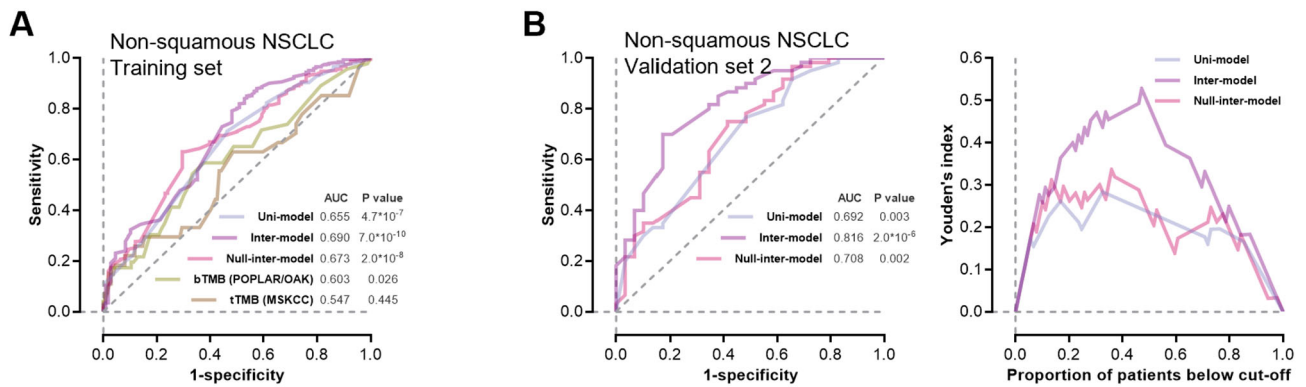 A
Non-squamous NSCLC
Training set
Sensitivity
1.0
0.8
0.6
0.4
0.2
0.0
AUC P value
Uni-model 0.655 4.7*10⁻⁷
Inter-model 0.690 7.0*10⁻¹⁰
Null-inter-model 0.673 2.0*10⁻⁸
bTMB (POPLAR/OAK) 0.603 0.026
tTMB (MSKCC) 0.547 0.445
0.0 0.2 0.4 0.6 0.8 1.0
1-specificity
B
Non-squamous NSCLC
Validation set 2
Sensitivity
1.0
0.8
0.6
0.4
0.2
0.0
AUC P value
Uni-model 0.692 0.003
Inter-model 0.816 2.0*10⁻⁶
Null-inter-model 0.708 0.002
0.0 0.2 0.4 0.6 0.8 1.0
1-specificity
Youden's index
0.6
0.5
0.4
0.3
0.2
0.1
0.0
Uni-model
Inter-model
Null-inter-model
0.0 0.2 0.4 0.6 0.8 1.0
Proportion of patients below cut-off